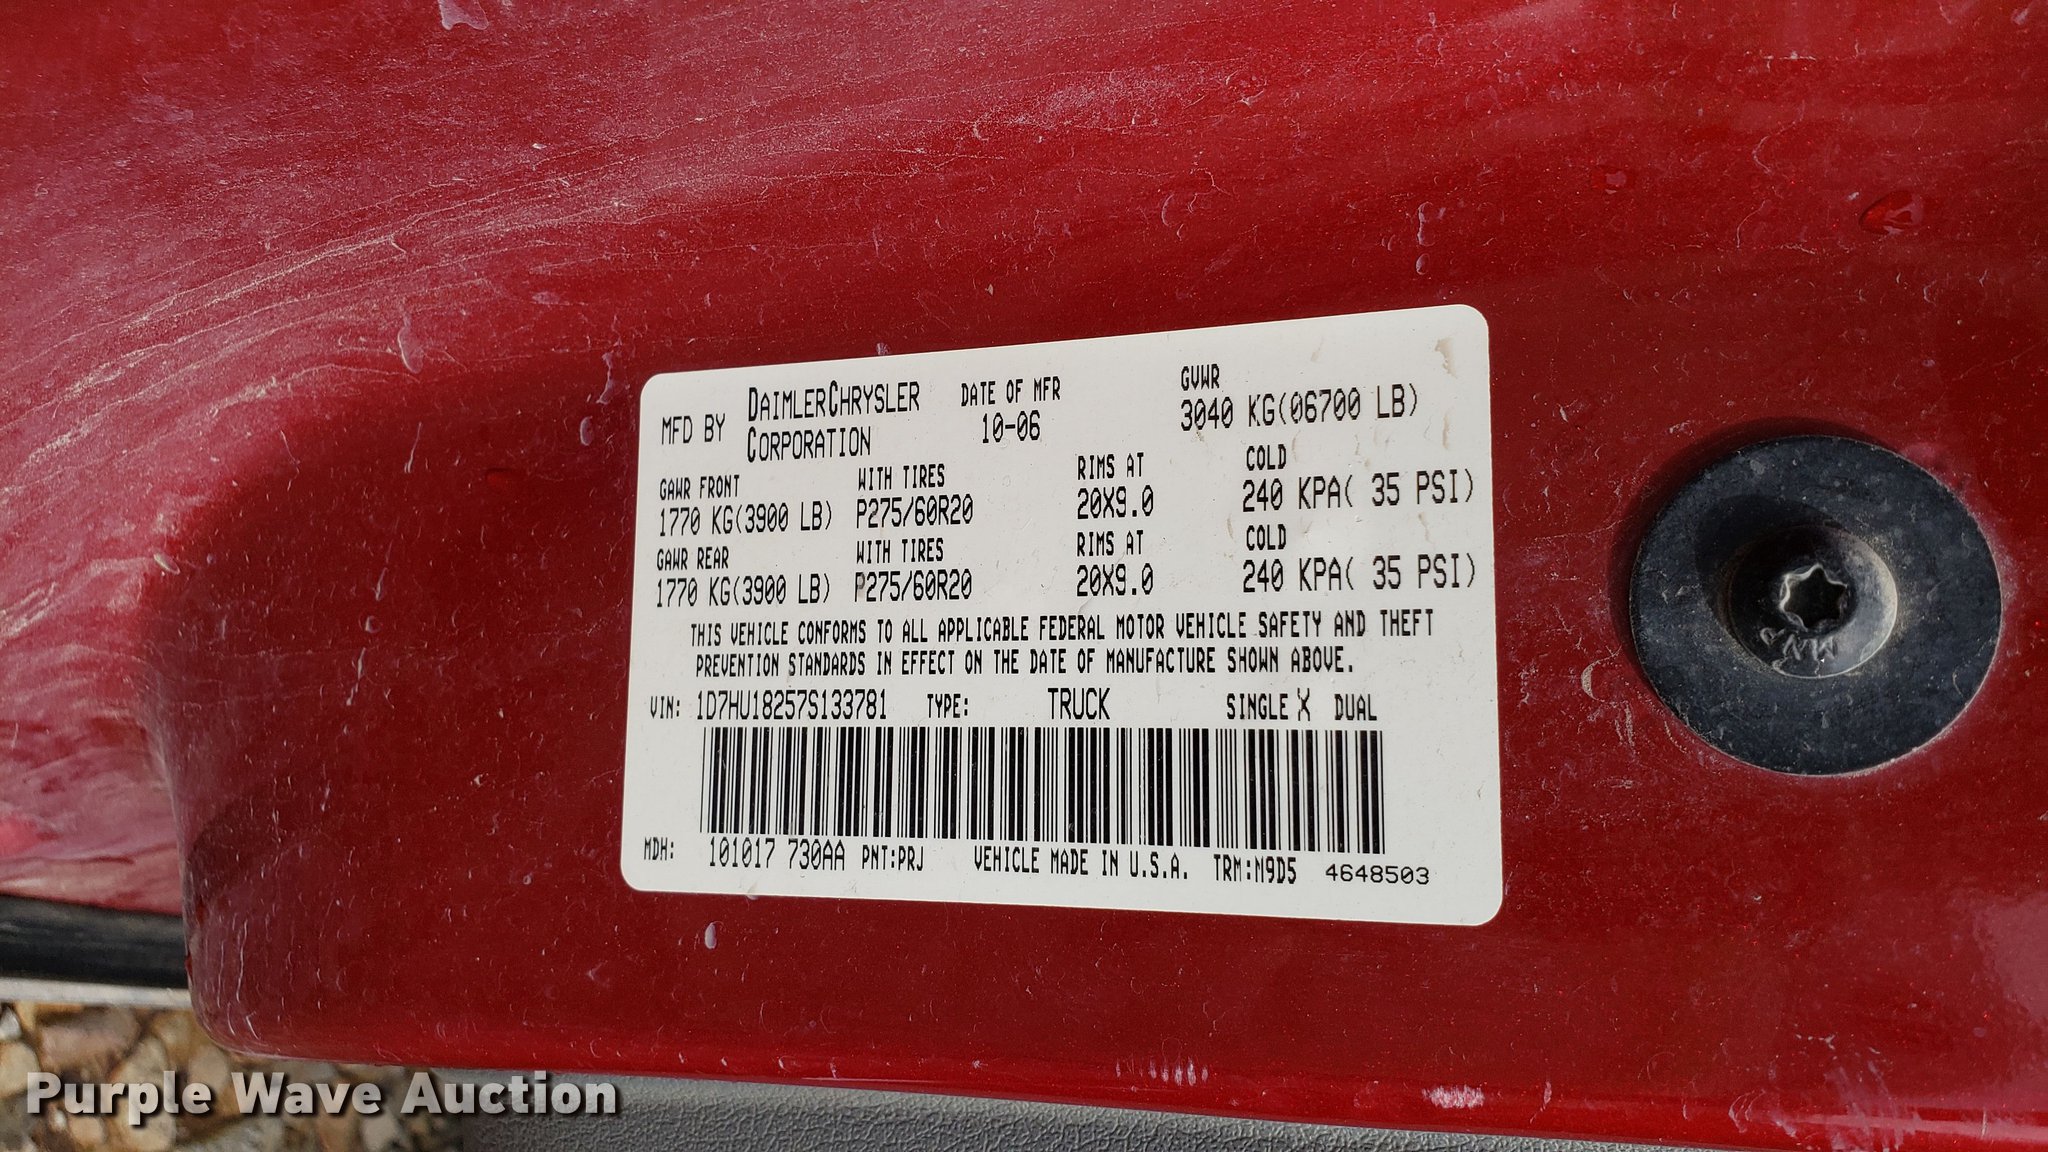 MFD BY DAIMLERCHRYSLER CORPORATION DATE OF MFR 10-06 GVWR 3040 KG(06700 LB)
GAWR FRONT WITH TIRES RIMS AT COLD
1770 KG(3900 LB) P275/60R20 20X9.0 240 KPA( 35 PSI)
GAWR REAR WITH TIRES RIMS AT COLD
1770 KG(3900 LB) P275/60R20 20X9.0 240 KPA( 35 PSI)
THIS VEHICLE CONFORMS TO ALL APPLICABLE FEDERAL MOTOR VEHICLE SAFETY AND THEFT
PREVENTION STANDARDS IN EFFECT ON THE DATE OF MANUFACTURE SHOWN ABOVE.
VIN: 1D7HU18257S133781 TYPE: TRUCK SINGLE X DUAL
MDH: 101017 730AA PNT:PRJ VEHICLE MADE IN U.S.A. TRM:N9D5 4648503
Purple Wave Auction